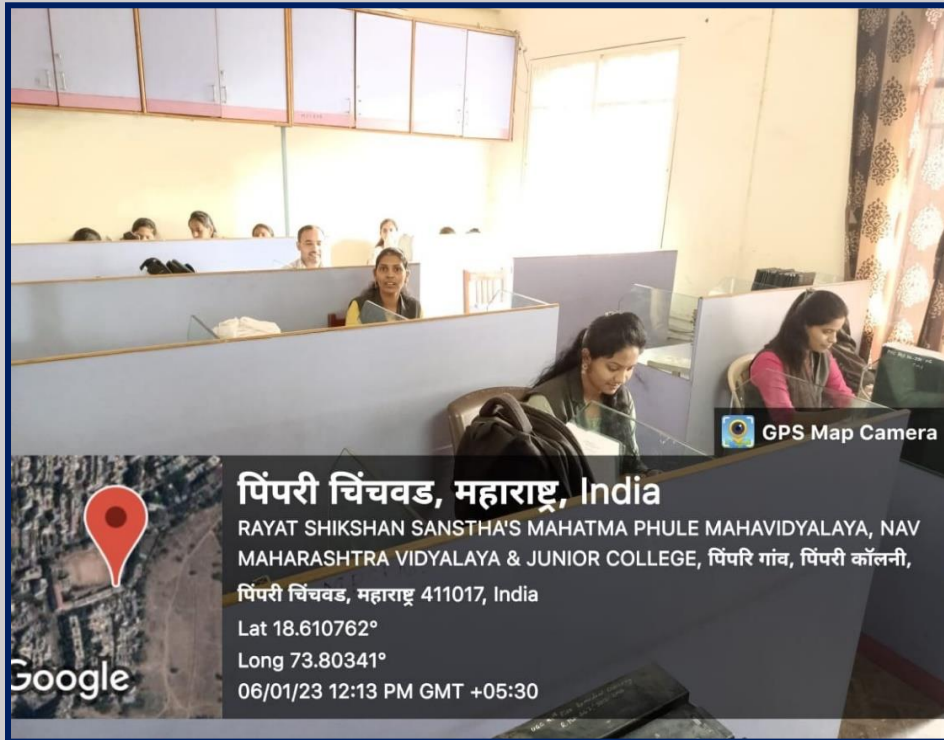 GPS Map Camera
पिंपरी चिंचवड, महाराष्ट्र, India
RAYAT SHIKSHAN SANSTHA'S MAHATMA PHULE MAHAVIDYALAYA, NAV
MAHARASHTRA VIDYALAYA & JUNIOR COLLEGE, पिंपरि गांव, पिंपरी कॉलनी,
पिंपरी चिंचवड, महाराष्ट्र 411017, India
Lat 18.610762°
Long 73.80341°
06/01/23 12:13 PM GMT +05:30
Google